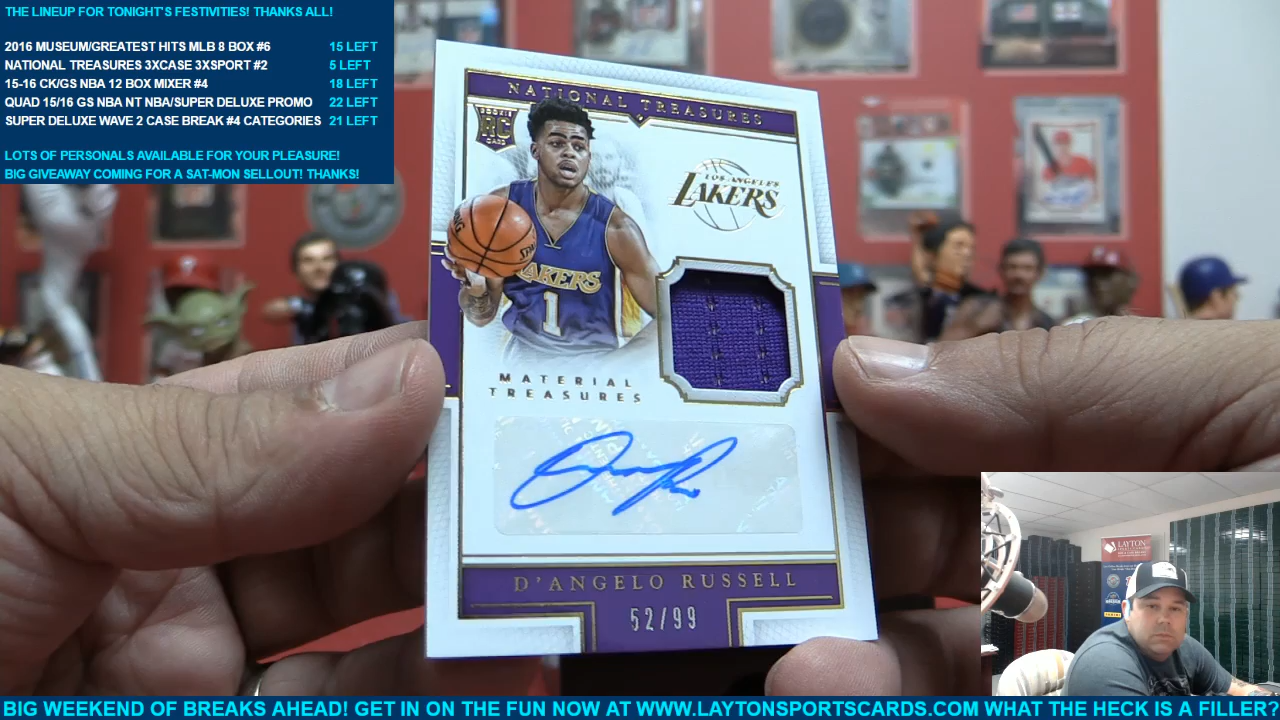 THE LINEUP FOR TONIGHT'S FESTIVITIES! THANKS ALL!
2016 MUSEUM/GREATEST HITS MLB 8 BOX #6 15 LEFT
NATIONAL TREASURES 3XCASE 3XSPORT #2 5 LEFT
15-16 CK/GS NBA 12 BOX MIXER #4 18 LEFT
QUAD 15/16 GS NBA NT NBA/SUPER DELUXE PROMO 22 LEFT
SUPER DELUXE WAVE 2 CASE BREAK #4 CATEGORIES 21 LEFT
LOTS OF PERSONALS AVAILABLE FOR YOUR PLEASURE!
BIG GIVEAWAY COMING FOR A SAT-MON SELLOUT! THANKS!
NATIONAL TREASURES
ROOKIE
RC
CARD
LOS ANGELES
LAKERS
LAKERS
1
MATERIAL
TREASURES
D'ANGELO RUSSELL
52/99
LAYTON
BIG WEEKEND OF BREAKS AHEAD! GET IN ON THE FUN NOW AT WWW.LAYTONSPORTSCARDS.COM WHAT THE HECK IS A FILLER?